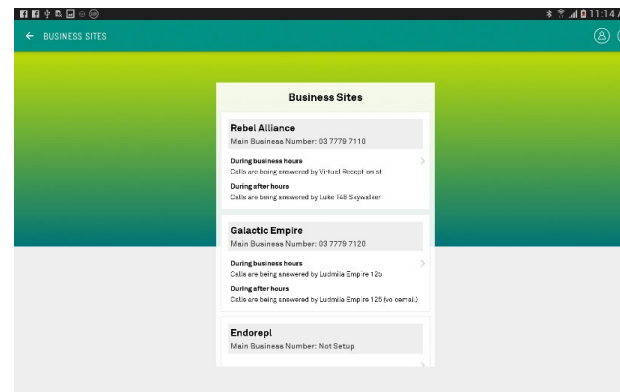 11:14
BUSINESS SITES
Business Sites
Rebel Alliance
Main Business Number: 03 7779 7110
During business hours
Calls are being answered by Virtual Receptionist
During after hours
Calls are being answered by Luke 148 Skywalker
Galactic Empire
Main Business Number: 03 7779 7120
During business hours
Calls are being answered by Ludmila Empire 125
During after hours
Calls are being answered by Ludmila Empire 125 (voicemail)
Endorepl
Main Business Number: Not Setup